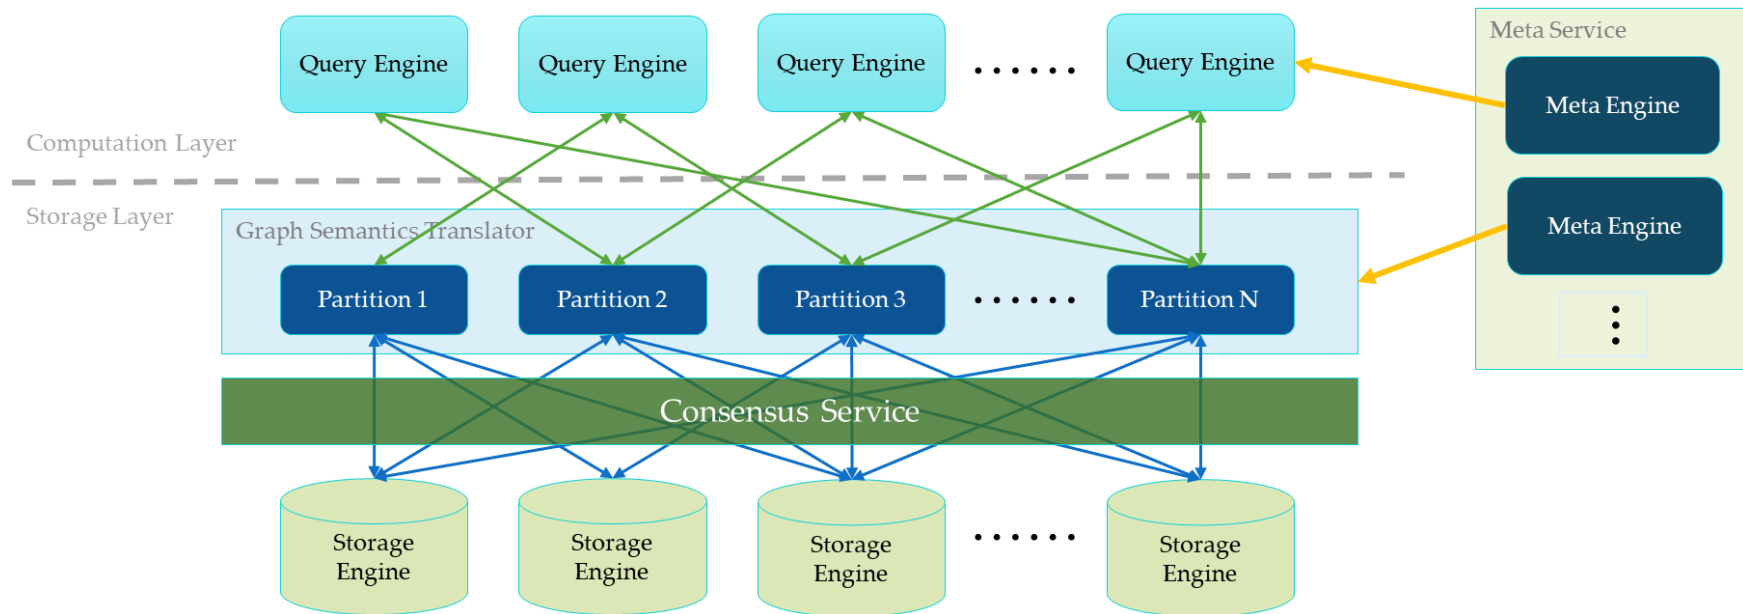 Query Engine
Query Engine
Query Engine
......
Query Engine
Meta Service
Meta Engine
Computation Layer
Storage Layer
Graph Semantics Translator
Meta Engine
Partition 1
Partition 2
Partition 3
......
Partition N
Consensus Service
Storage
Engine
Storage
Engine
Storage
Engine
......
Storage
Engine